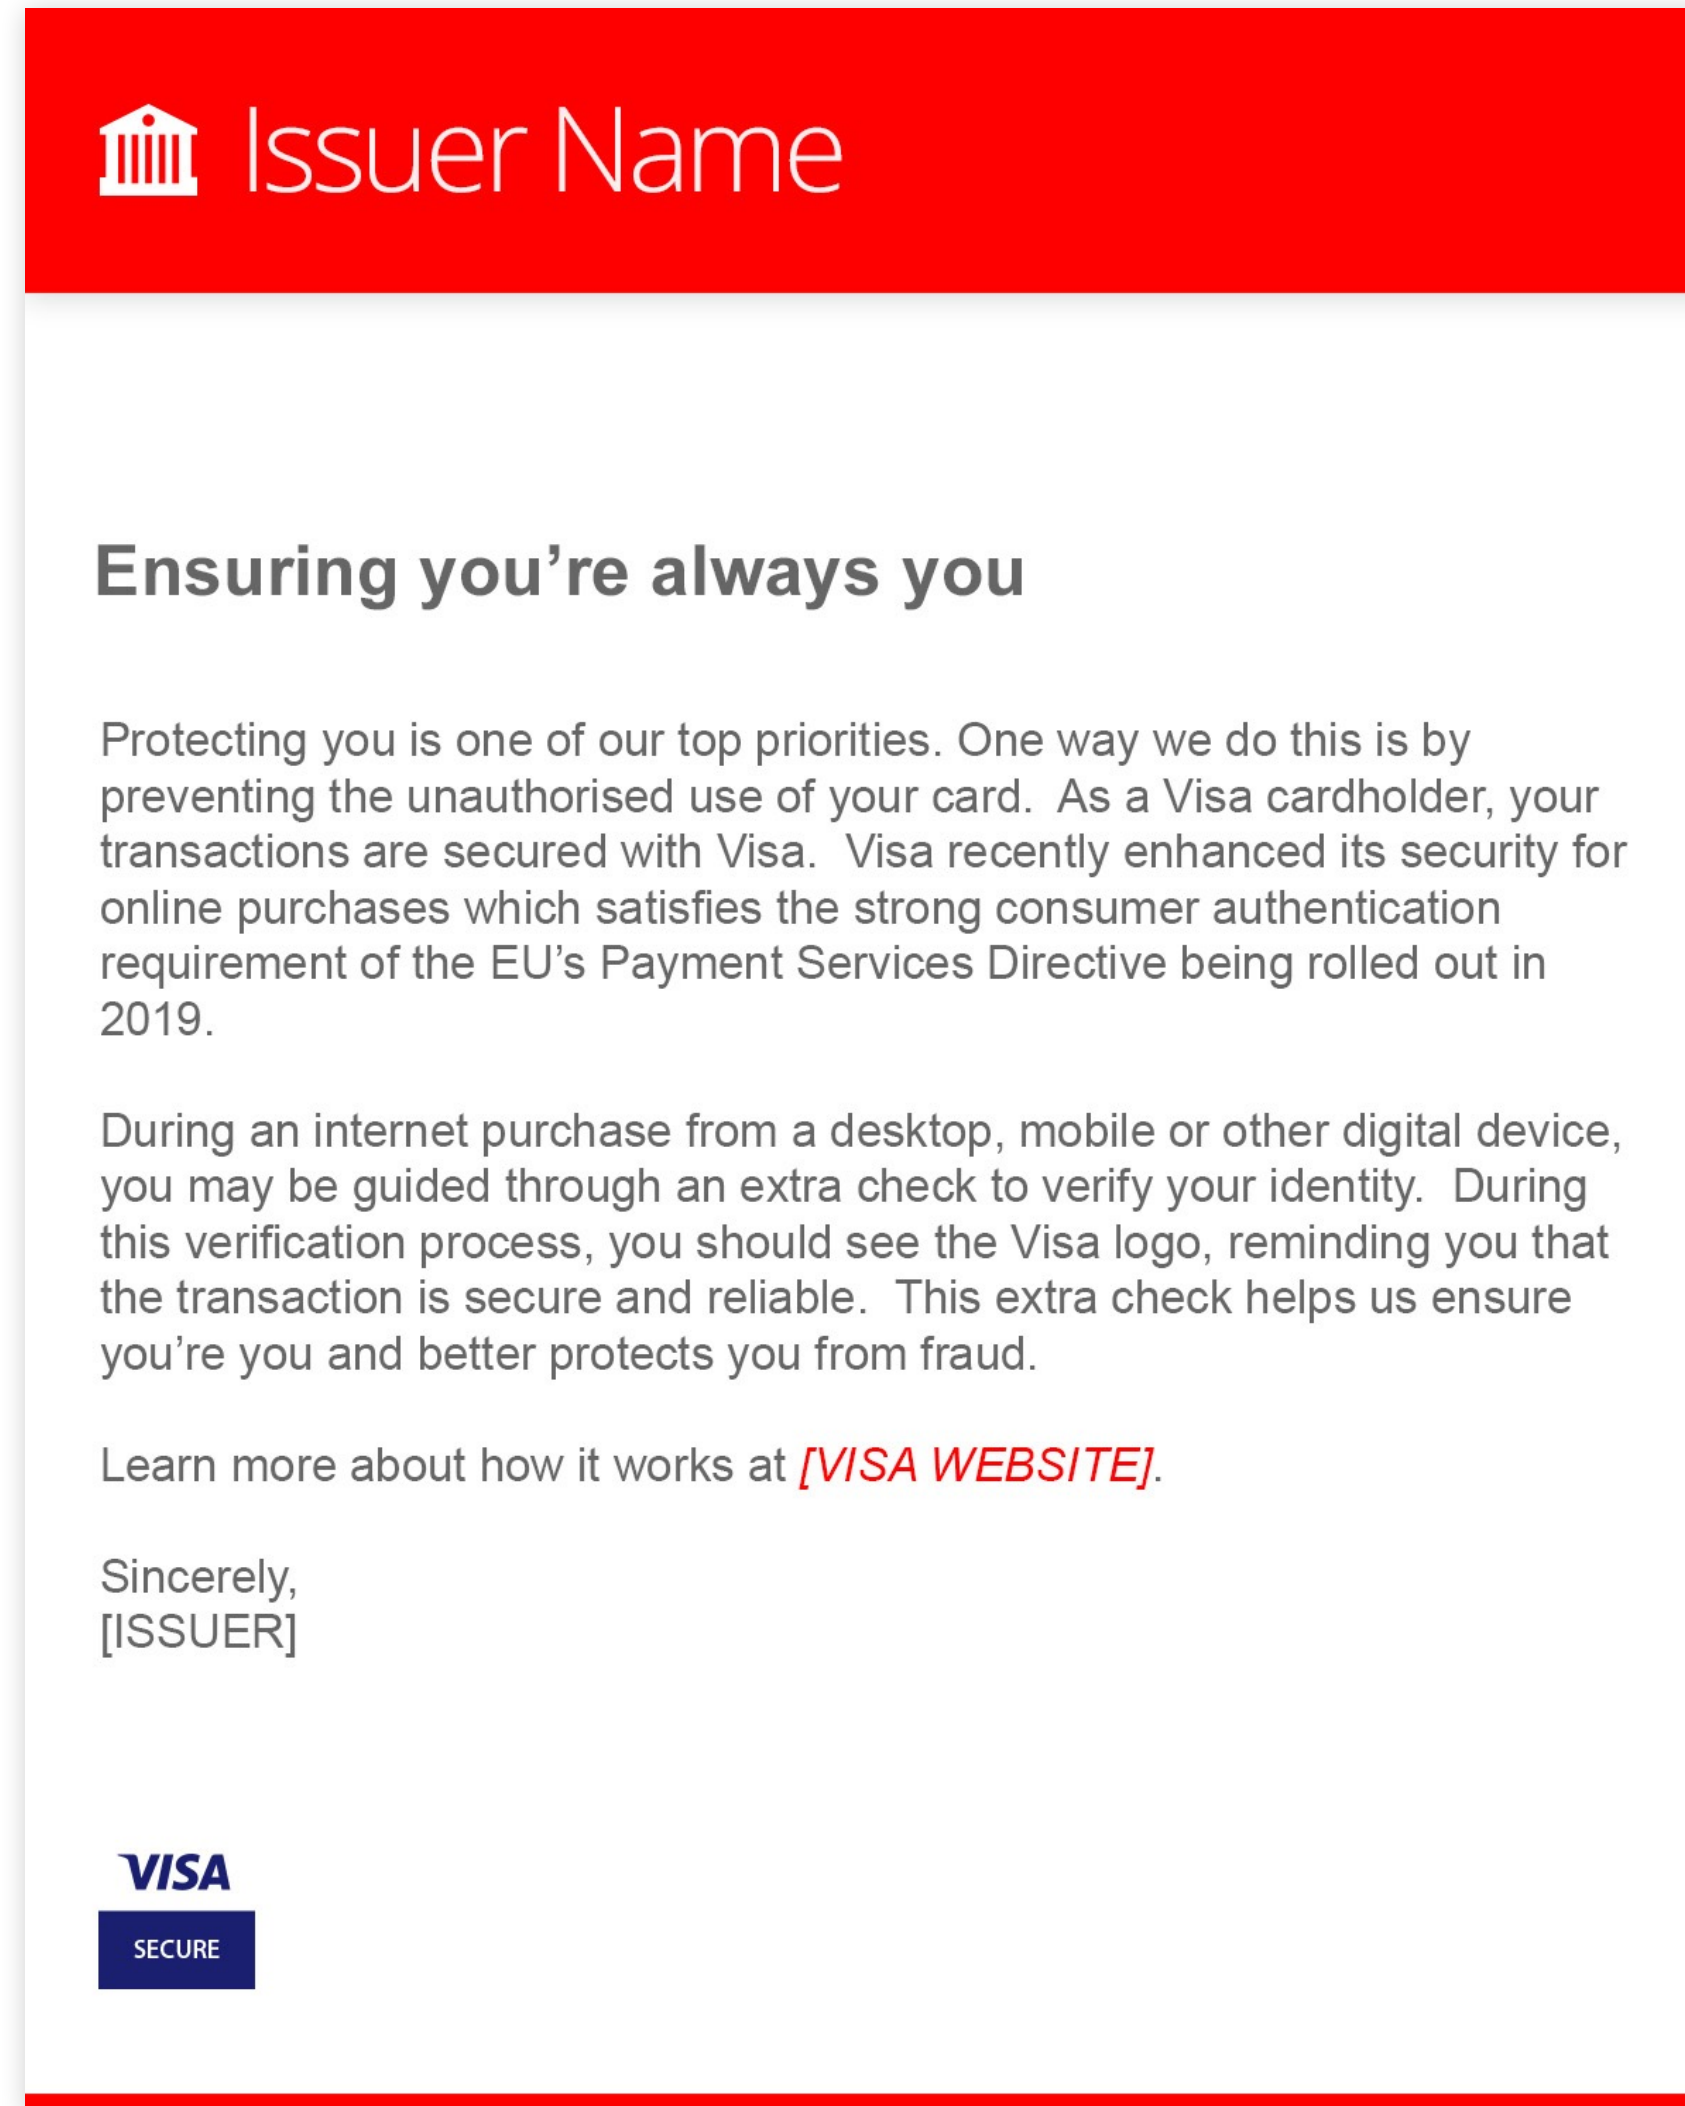 Issuer Name
Ensuring you’re always you
Protecting you is one of our top priorities. One way we do this is by
preventing the unauthorised use of your card.  As a Visa cardholder, your
transactions are secured with Visa.  Visa recently enhanced its security for
online purchases which satisfies the strong consumer authentication
requirement of the EU’s Payment Services Directive being rolled out in
2019.
During an internet purchase from a desktop, mobile or other digital device,
you may be guided through an extra check to verify your identity.  During
this verification process, you should see the Visa logo, reminding you that
the transaction is secure and reliable.  This extra check helps us ensure
you’re you and better protects you from fraud.
Learn more about how it works at [VISA WEBSITE].
Sincerely,
[ISSUER]
VISA
SECURE